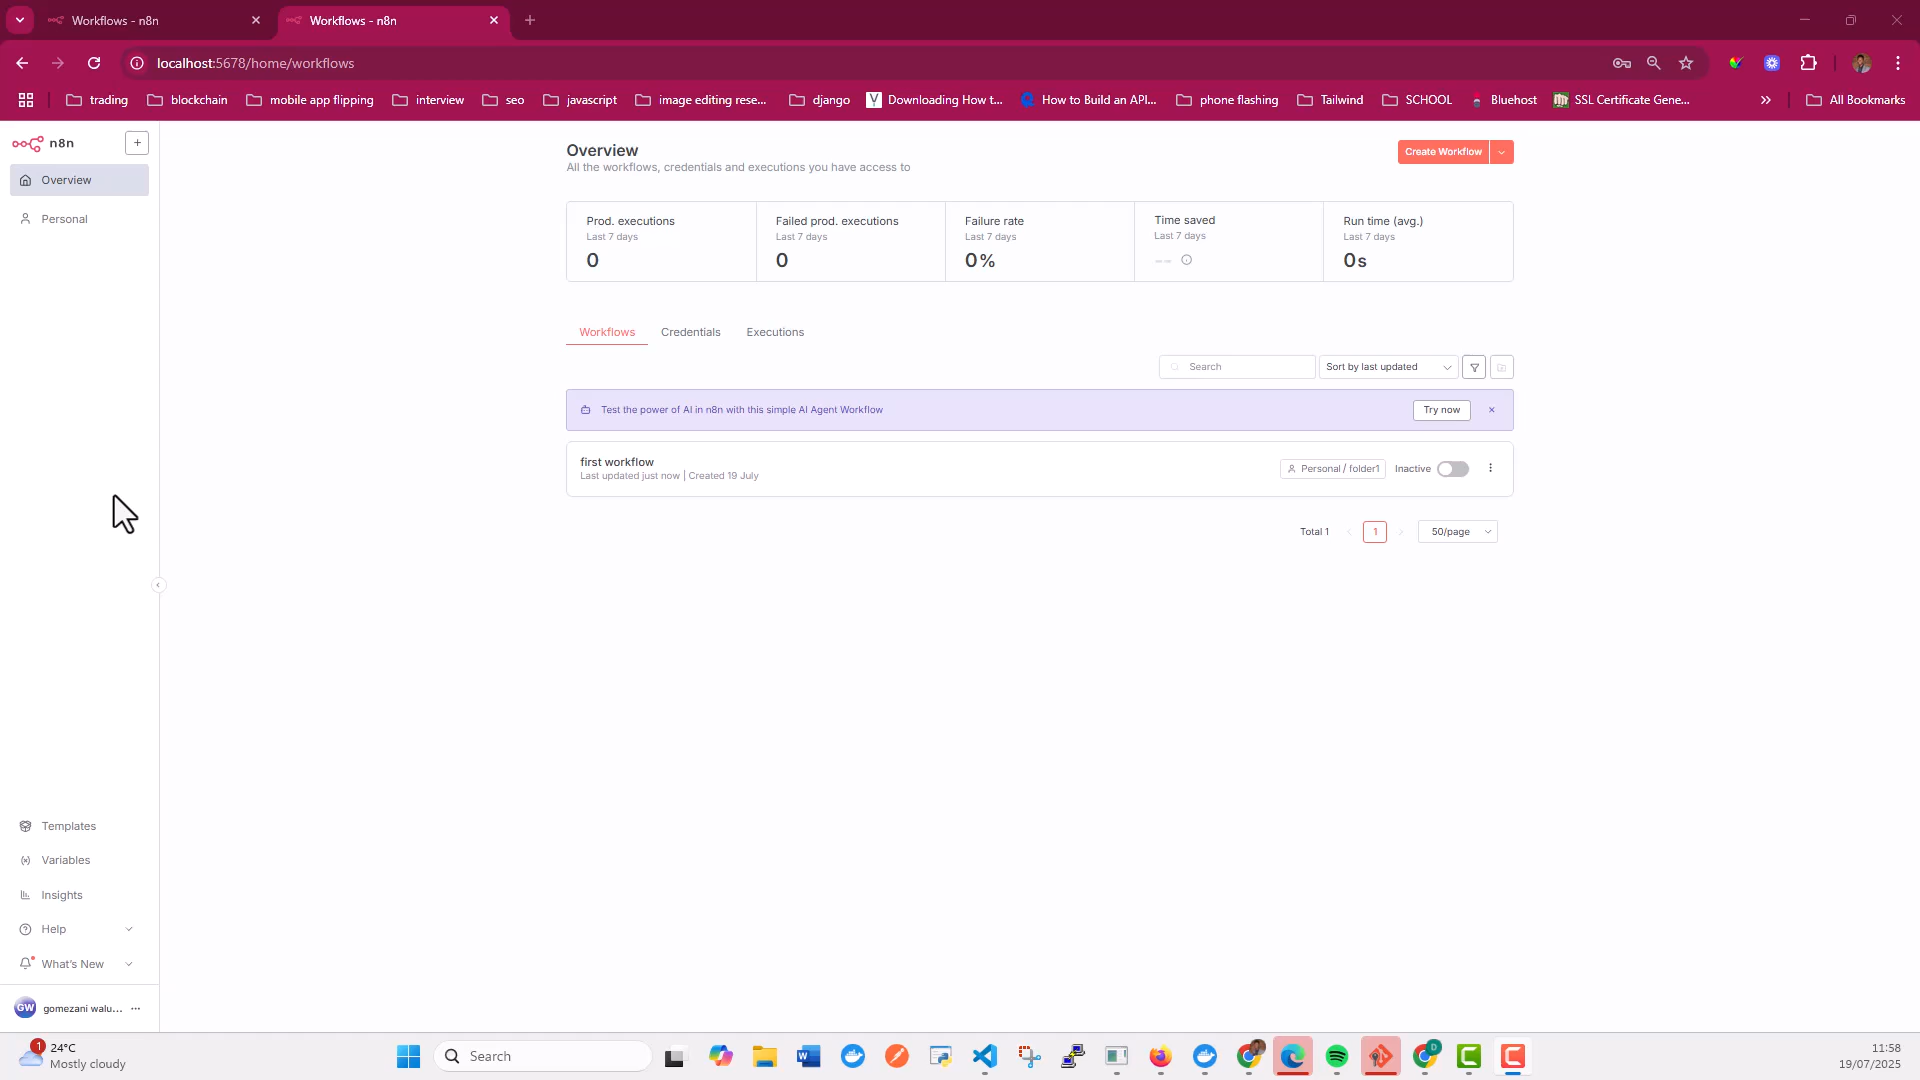 Workflows - n8n
Workflows - n8n
localhost:5678/home/workflows
trading
blockchain
mobile app flipping
interview
seo
javascript
image editing rese...
django
Downloading How t...
How to Build an API...
phone flashing
Tailwind
SCHOOL
Bluehost
SSL Certificate Gene...
All Bookmarks
n8n
Overview
Personal
Overview
All the workflows, credentials and executions you have access to
Create Workflow
Prod. executions
Last 7 days
0
Failed prod. executions
Last 7 days
0
Failure rate
Last 7 days
0%
Time saved
Last 7 days
--
Run time (avg.)
Last 7 days
0s
Workflows
Credentials
Executions
Search
Sort by last updated
Test the power of AI in n8n with this simple AI Agent Workflow
Try now
first workflow
Last updated just now | Created 19 July
Personal / folder1
Inactive
Total 1
1
50/page
Templates
Variables
Insights
Help
What's New
GW
gomezani walu...
1
24°C
Mostly cloudy
Search
11:58
19/07/2025